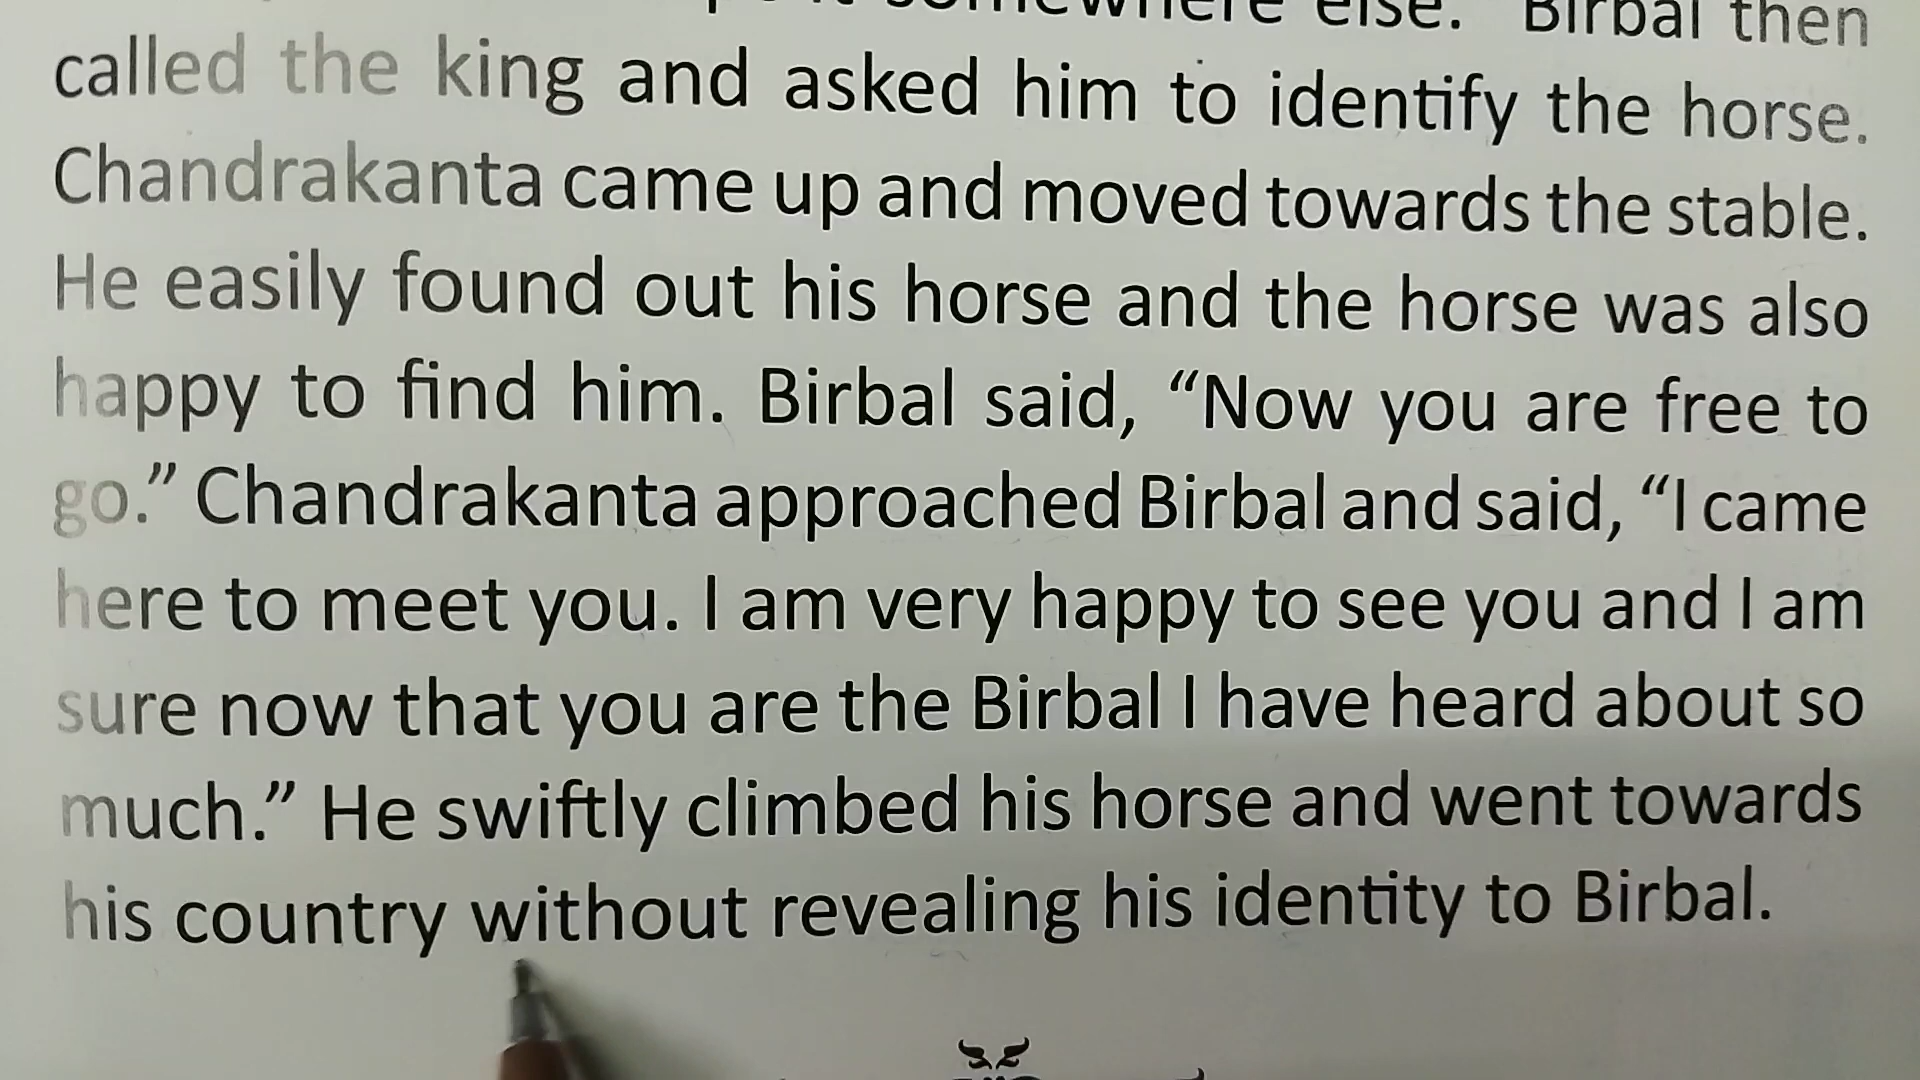 somewhere else. Birbal then
called the king and asked him to identify the horse.
Chandrakanta came up and moved towards the stable.
He easily found out his horse and the horse was also
happy to find him. Birbal said, “Now you are free to
go.” Chandrakanta approached Birbal and said, “I came
here to meet you. I am very happy to see you and I am
sure now that you are the Birbal I have heard about so
much.” He swiftly climbed his horse and went towards
his country without revealing his identity to Birbal.